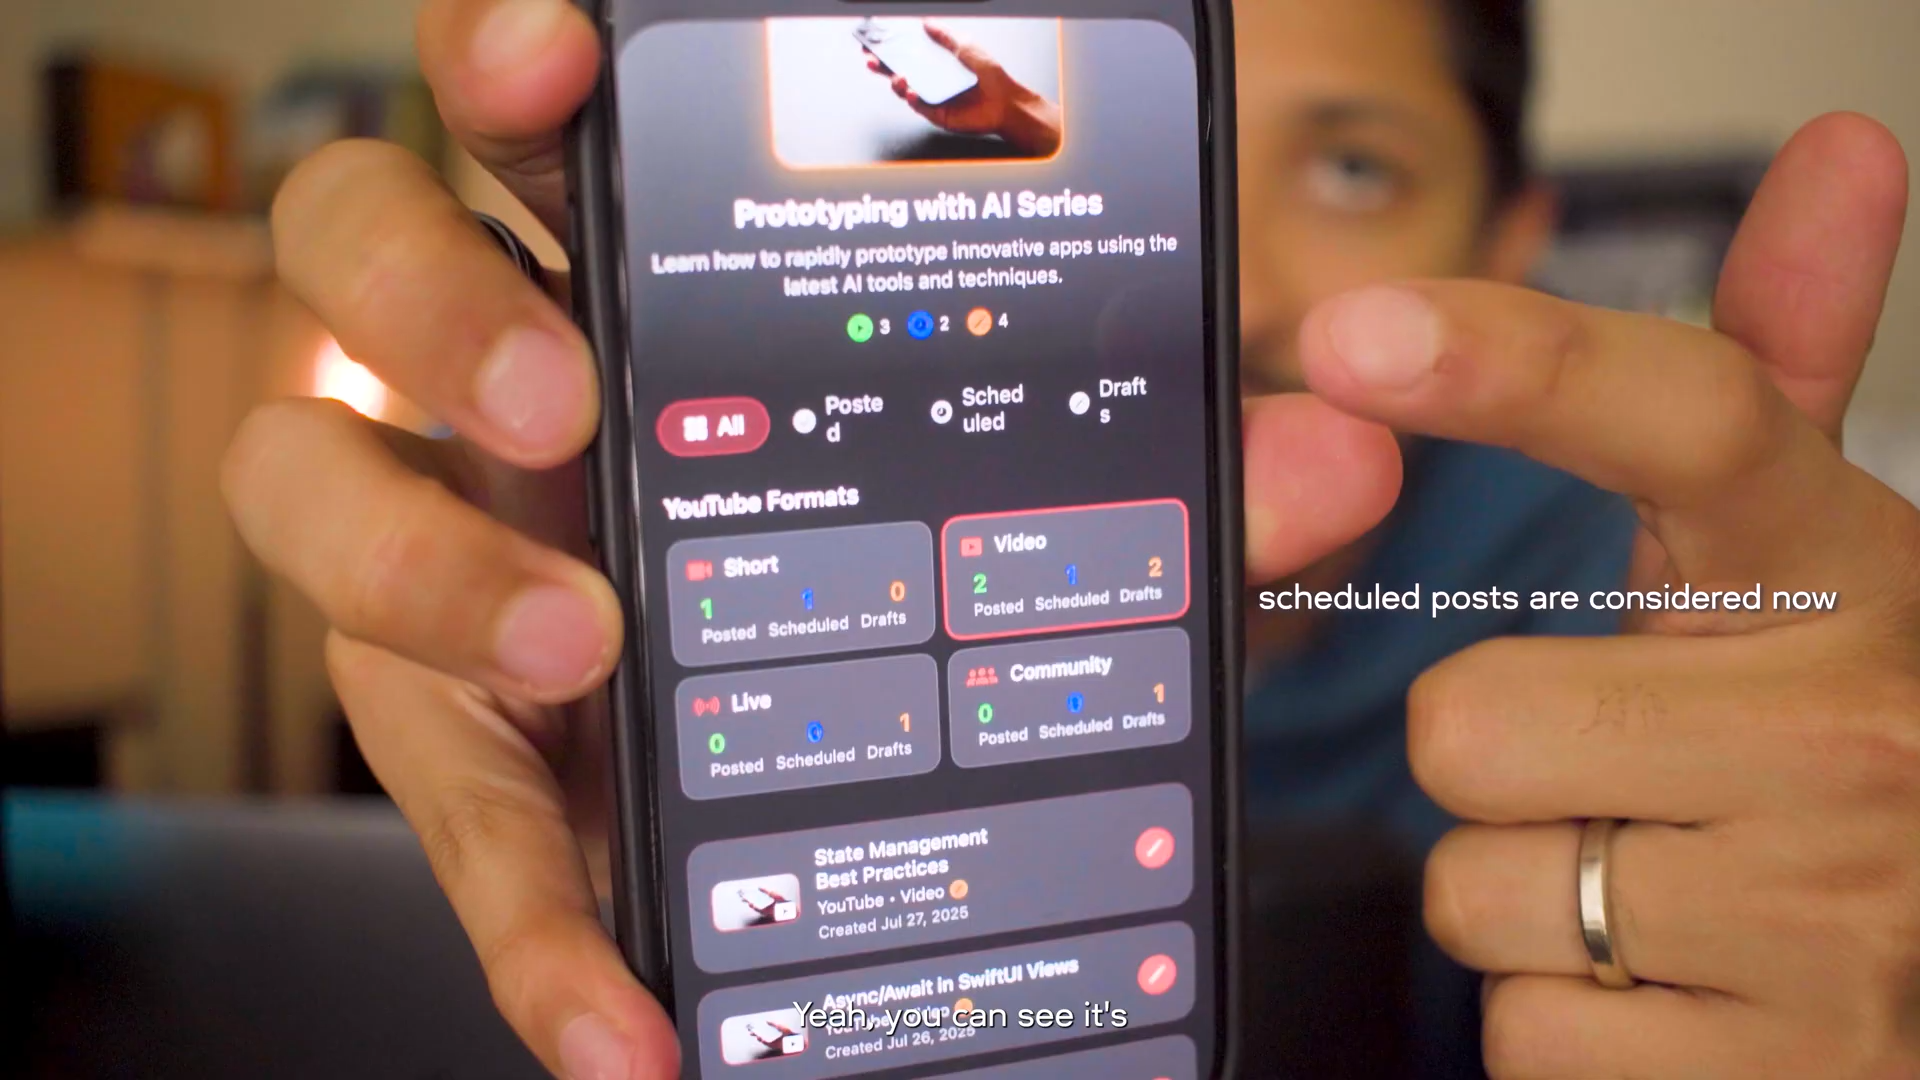 Prototyping with AI Series
Learn how to rapidly prototype innovative apps using the
latest AI tools and techniques.
3 2 4
All
Poste
d
Sched
uled
Draft
s
YouTube Formats
Short
1 1 0
Posted Scheduled Drafts
Video
2 1 2
Posted Scheduled Drafts
Live
0 0 1
Posted Scheduled Drafts
Community
0 0 1
Posted Scheduled Drafts
scheduled posts are considered now
State Management
Best Practices
YouTube • Video
Created Jul 27, 2025
Async/Await in SwiftUI Views
YouTube • Video
Created Jul 26, 2025
Yeah, you can see it's